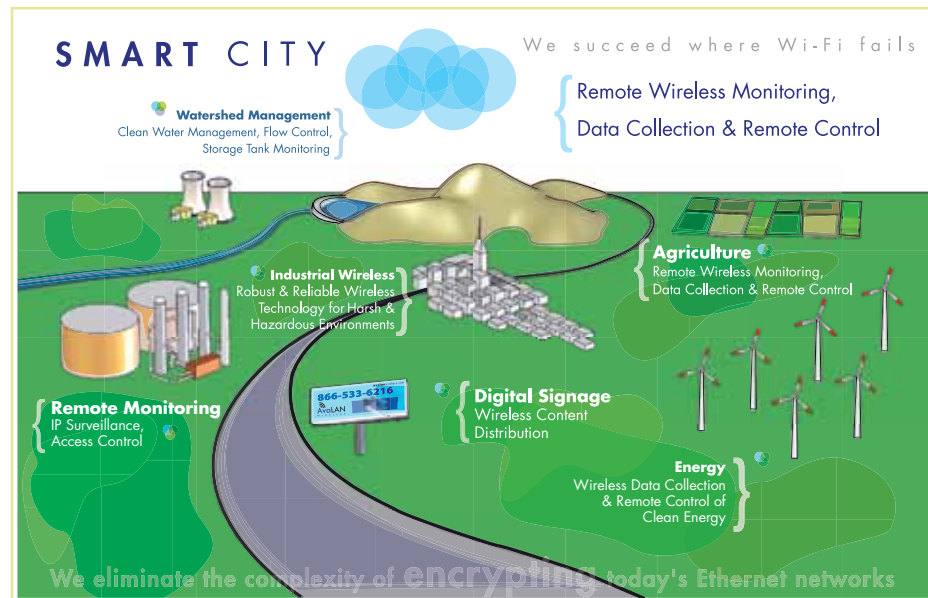 SMART CITY
We succeed where Wi-Fi fails
Remote Wireless Monitoring,
Data Collection & Remote Control
Watershed Management
Clean Water Management, Flow Control,
Storage Tank Monitoring
Agriculture
Remote Wireless Monitoring,
Data Collection & Remote Control
Industrial Wireless
Robust & Reliable Wireless
Technology for Harsh &
Hazardous Environments
866-533-6216
AvaLAN
WIRELESS
Digital Signage
Wireless Content
Distribution
Remote Monitoring
IP Surveillance,
Access Control
Energy
Wireless Data Collection
& Remote Control of
Clean Energy
We eliminate the complexity of encrypting today's Ethernet networks